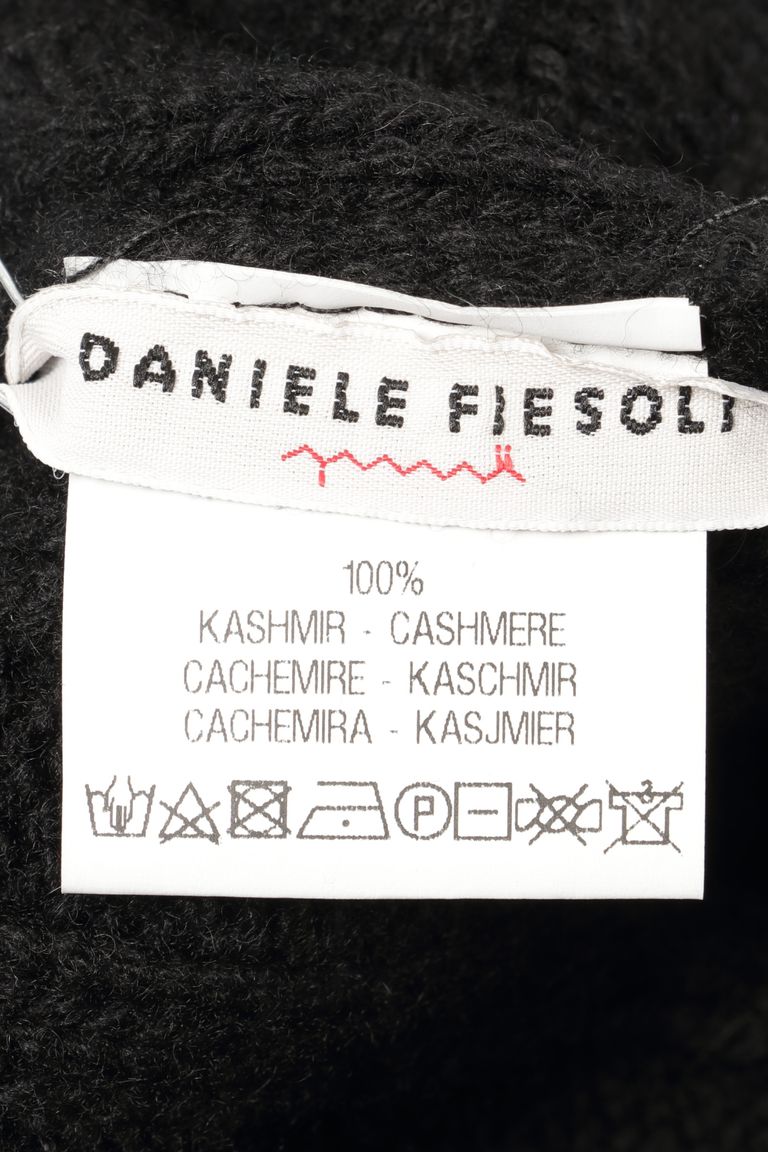 DANIELE FIESOLI
100%
KASHMIR - CASHMERE
CACHEMIRE - KASCHMIR
CACHEMIRA - KASJMIER
P